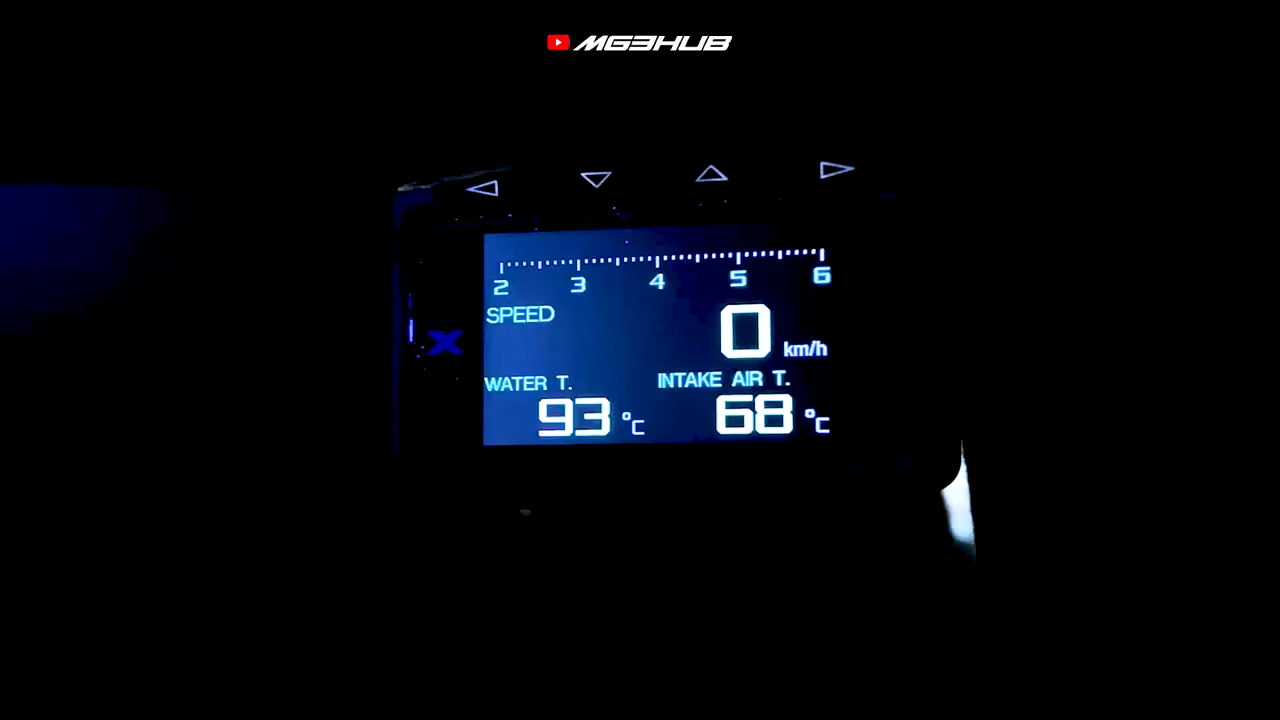 MG3HUB
2 3 4 5 6
SPEED 0 km/h
WATER T. INTAKE AIR T.
93 °C 68 °C
X